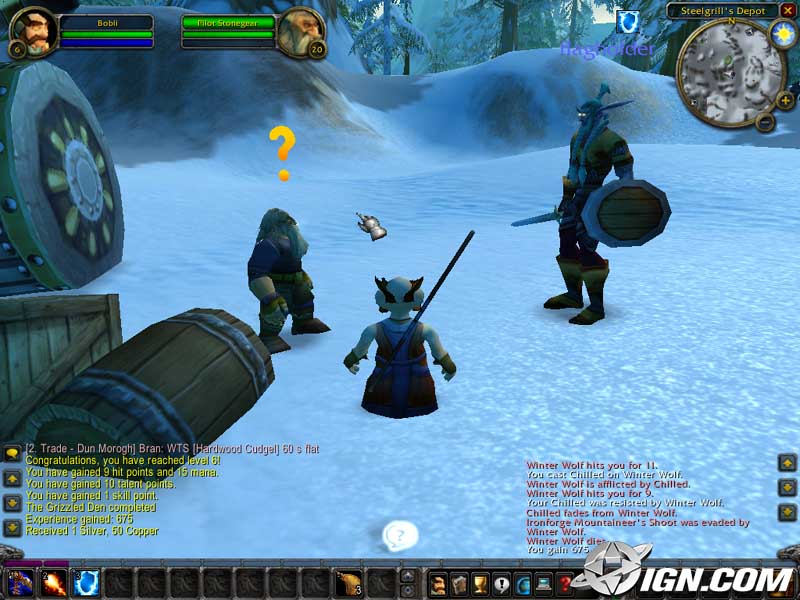 Bobli
6
Pilot Stonegear
20
Steelgrill's Depot
N
flagholder
?
[2. Trade - Dun Morogh] Bran: WTS [Hardwood Cudgel] 60 s flat
Congratulations, you have reached level 6!
You have gained 9 hit points and 15 mana.
You have gained 10 talent points.
You have gained 1 skill point.
The Grizzled Den completed
Experience gained: 675
Received 1 Silver, 50 Copper
Winter Wolf hits you for 11.
You cast Chilled on Winter Wolf.
Winter Wolf is afflicted by Chilled.
Winter Wolf hits you for 9.
Your Chilled was resisted by Winter Wolf.
Chilled fades from Winter Wolf.
Ironforge Mountaineer's Shoot was evaded by
Winter Wolf.
Winter Wolf dies
You gain 675
?
3
?
IGN.COM